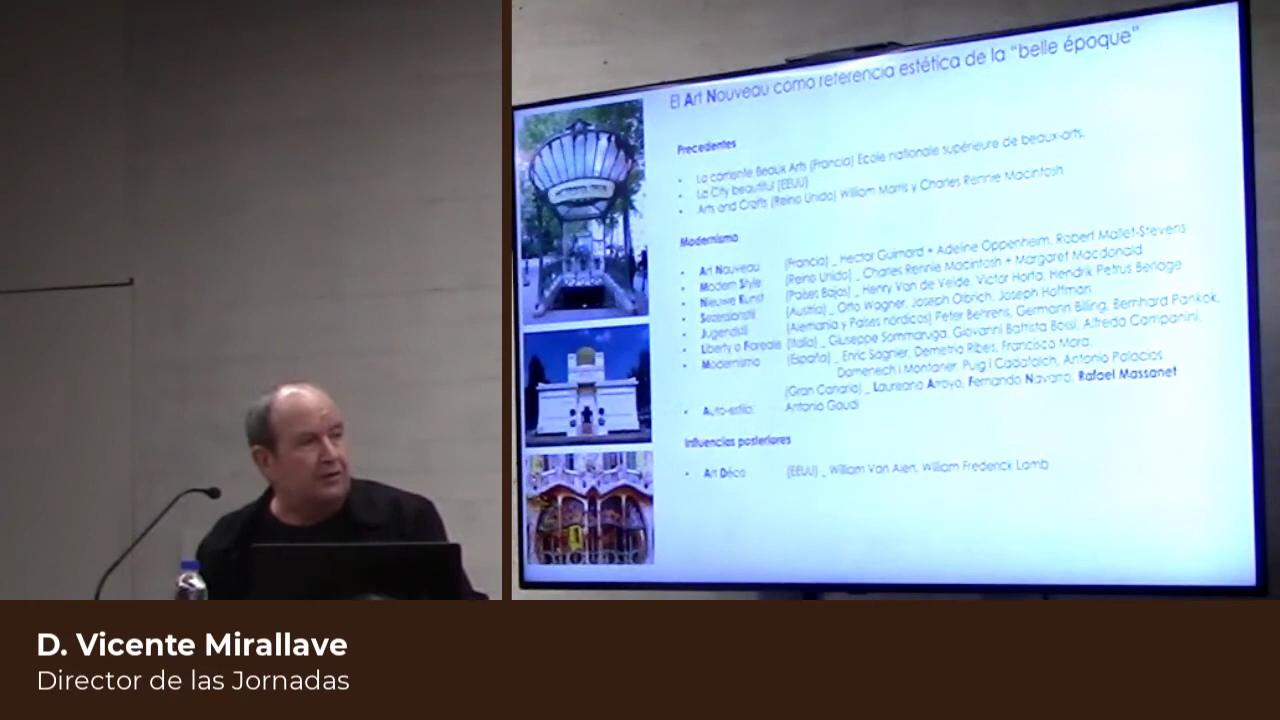 El Art Nouveau como referencia estética de la “belle époque”
Precedentes
• La corriente Beaux Arts (Francia) Ecole nationale supérieure de beaux-arts.
• La City beautiful (EEUU)
• Arts and Crafts (Reino Unido) William Morris y Charles Rennie Macintosh
Modernismo
• Art Nouveau (Francia) _ Hector Guimard + Adeline Oppenheim, Robert Mallet-Stevens
• Modern Style (Reino Unido) _ Charles Rennie Macintosh + Margaret Macdonald
• Nieuwe Kunst (Países Bajos) _ Henry Van de Velde, Victor Horta, Hendrik Petrus Berlage
• Sezessionstil (Austria) _ Otto Wagner, Joseph Olbrich, Joseph Hoffman
• Jugendstil (Alemania y Países nórdicos) Peter Behrens, Germann Billing, Bernhard Pankok,
• Liberty o Floreale (Italia) _ Giuseppe Sommaruga, Giovanni Battista Bossi, Alfredo Campanini,
• Modernismo (España) _ Enric Sagnier, Demetrio Ribes, Francisco Mora,
Domenech i Montaner, Puig i Cadafalch, Antonio Palacios
(Gran Canaria) _ Laureano Arroyo, Fernando Navarro, Rafael Massanet
• Auto-estilo: Antonio Gaudí
Influencias posteriores
• Art Déco (EEUU) _ William Van Alen, William Frederick Lamb
D. Vicente Mirallave
Director de las Jornadas